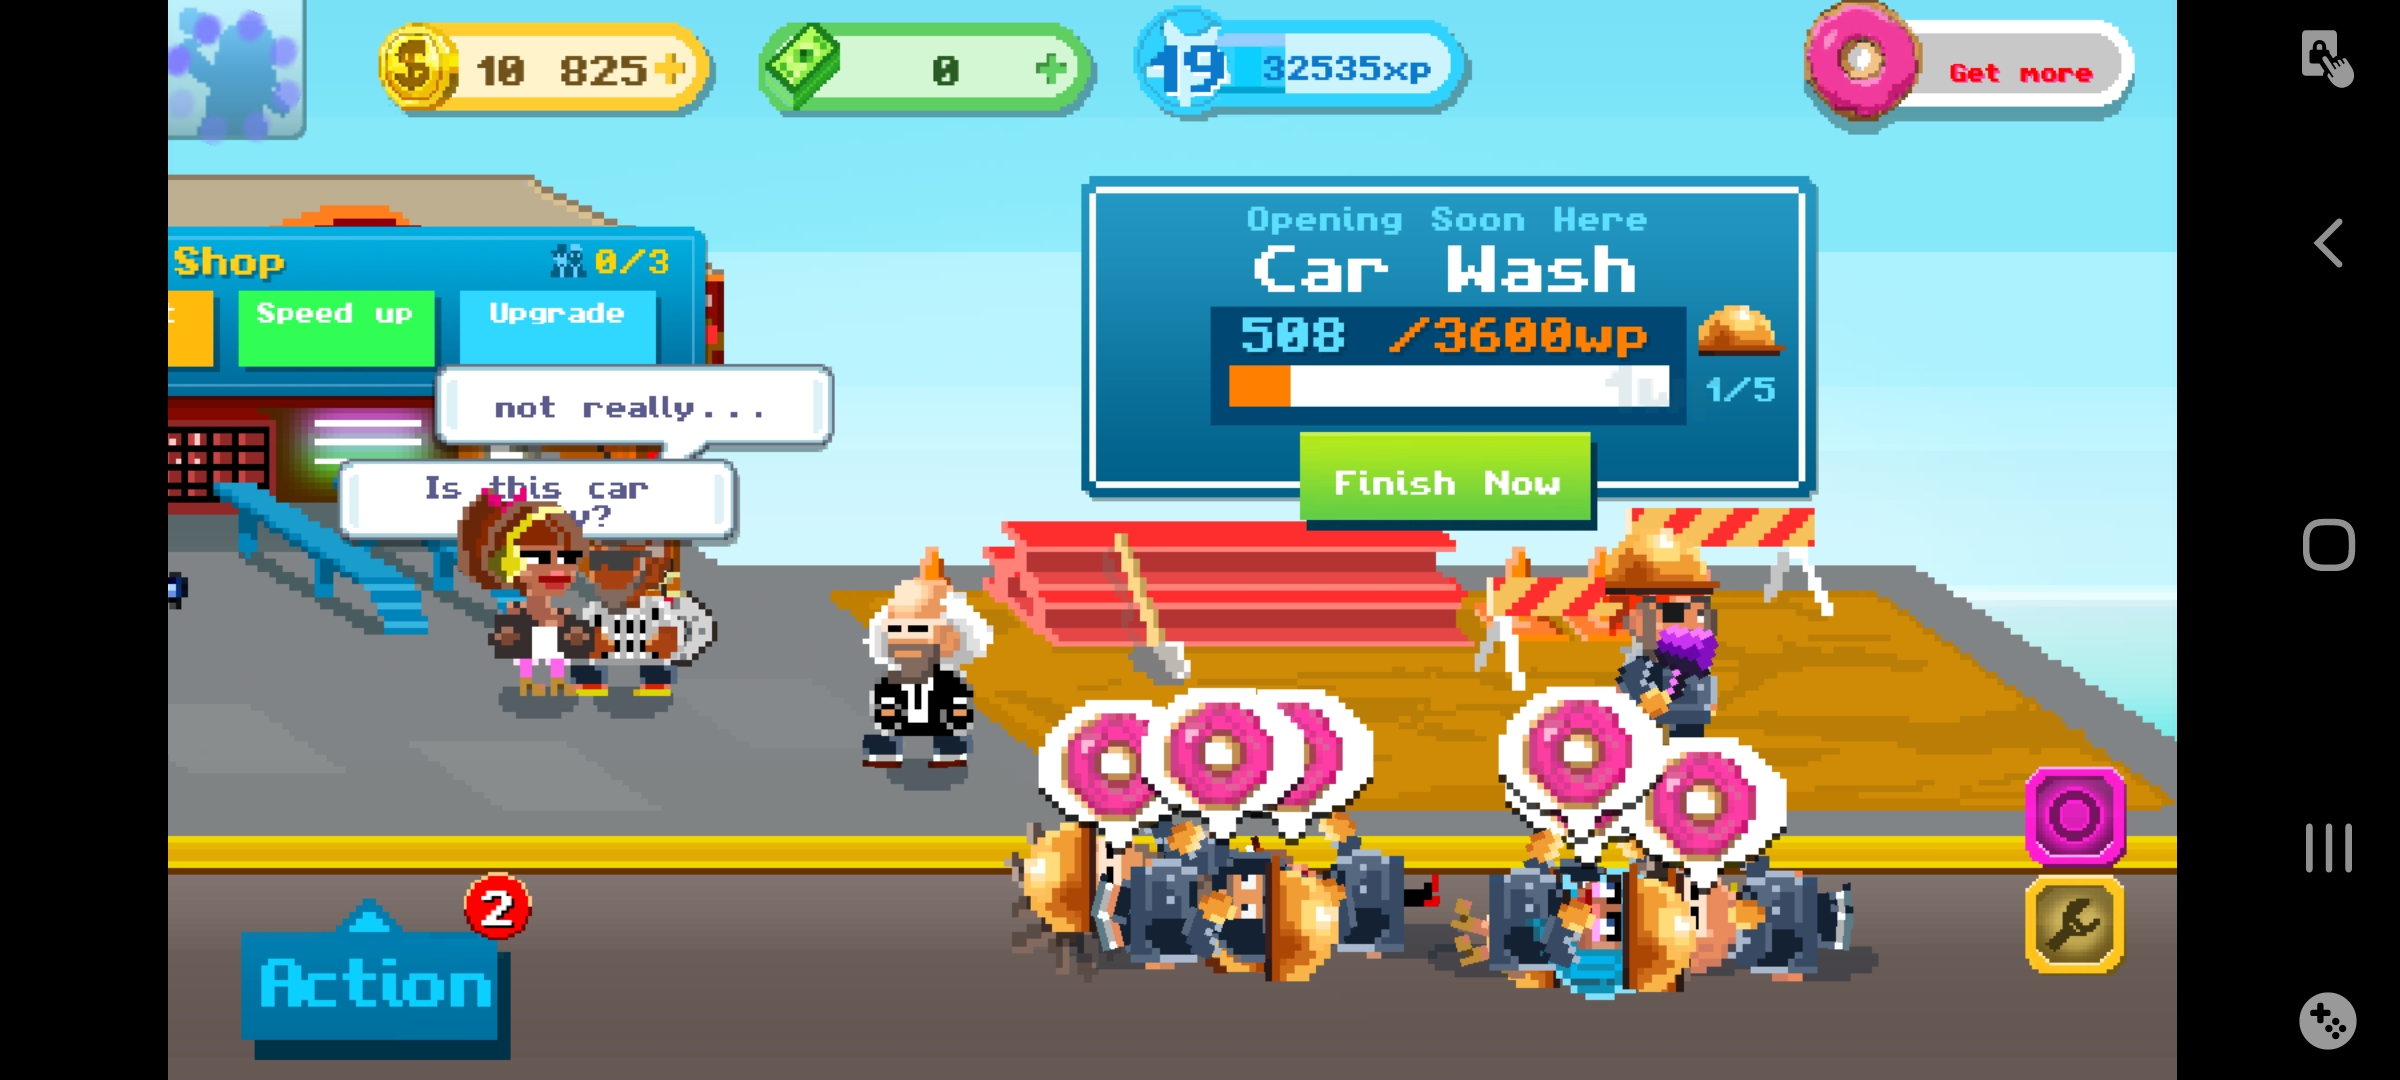 10 825
0
19
32535xp
Get more
Shop
0/3
Speed up
Upgrade
not really...
Is this car
Opening Soon Here
Car Wash
508 /3600wp
1/5
Finish Now
2
Action